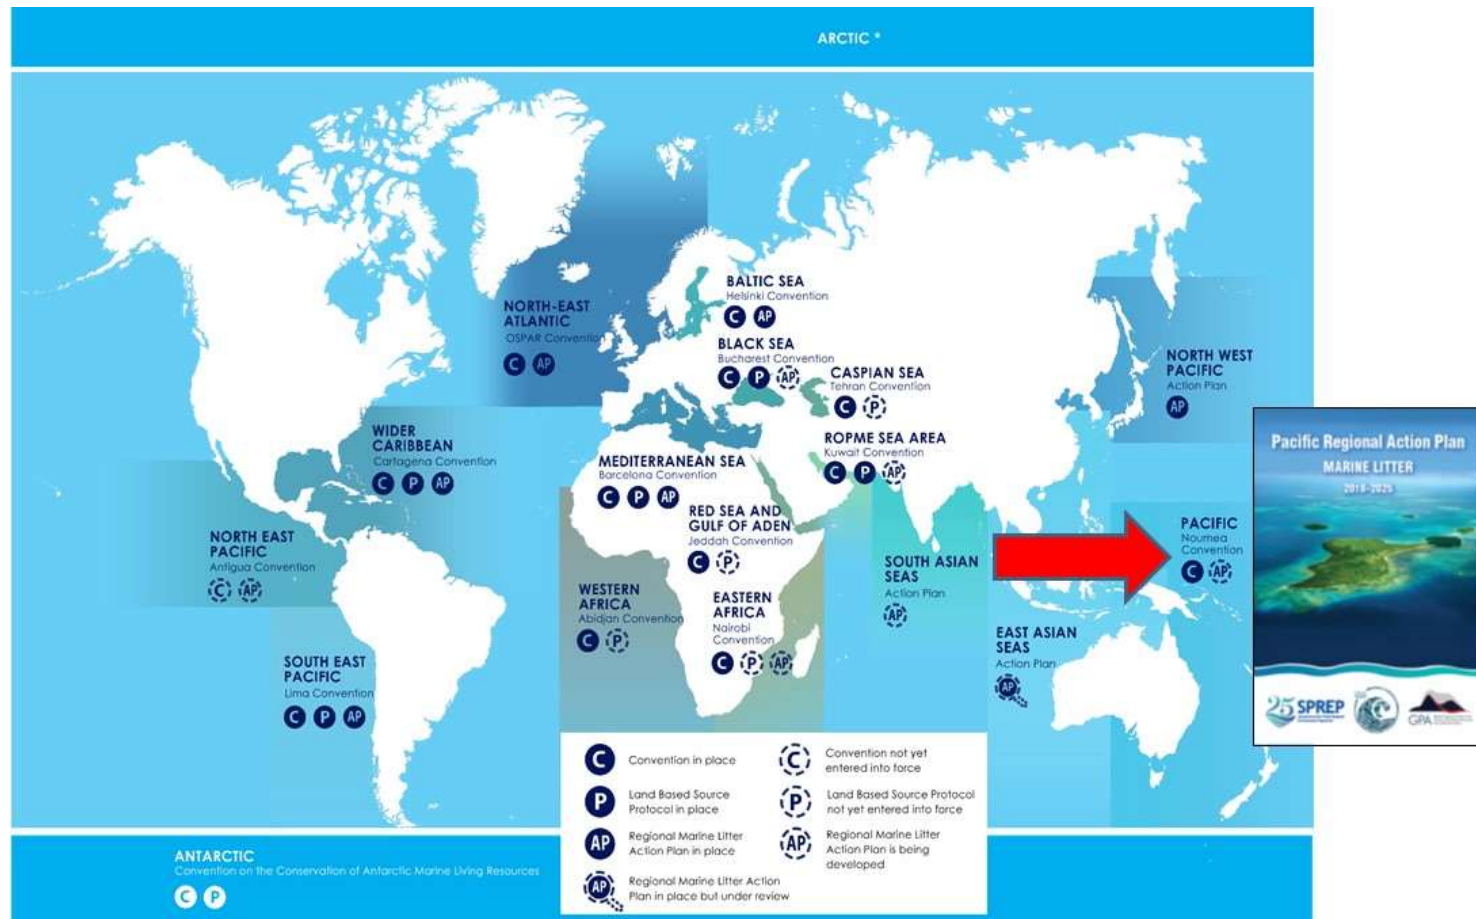 ARCTIC *
NORTH-EAST
ATLANTIC
OSPAR Convention
C AP
BALTIC SEA
Helsinki Convention
C AP
BLACK SEA
Bucharest Convention
C P AP
CASPIAN SEA
Tehran Convention
C P
NORTH WEST
PACIFIC
Action Plan
AP
WIDER
CARIBBEAN
Cartagena Convention
C P AP
MEDITERRANEAN SEA
Barcelona Convention
C P AP
ROPME SEA AREA
Kuwait Convention
C P AP
RED SEA AND
GULF OF ADEN
Jeddah Convention
C P
NORTH EAST
PACIFIC
Antigua Convention
C AP
WESTERN
AFRICA
Abidjan Convention
C P
EASTERN
AFRICA
Nairobi
Convention
C P AP
SOUTH ASIAN
SEAS
Action Plan
AP
PACIFIC
Noumea
Convention
C AP
EAST ASIAN
SEAS
Action Plan
AP
SOUTH EAST
PACIFIC
Lima Convention
C P AP
Pacific Regional Action Plan
MARINE LITTER
2018-2025
25 SPREP
GPA
C Convention in place
P Land Based Source
Protocol in place
AP Regional Marine Litter
Action Plan in place
AP Regional Marine Litter Action
Plan in place but under review
C Convention not yet
entered into force
P Land Based Source Protocol
not yet entered into force
AP Regional Marine Litter
Action Plan is being
developed
ANTARCTIC
Convention on the Conservation of Antarctic Marine Living Resources
C P